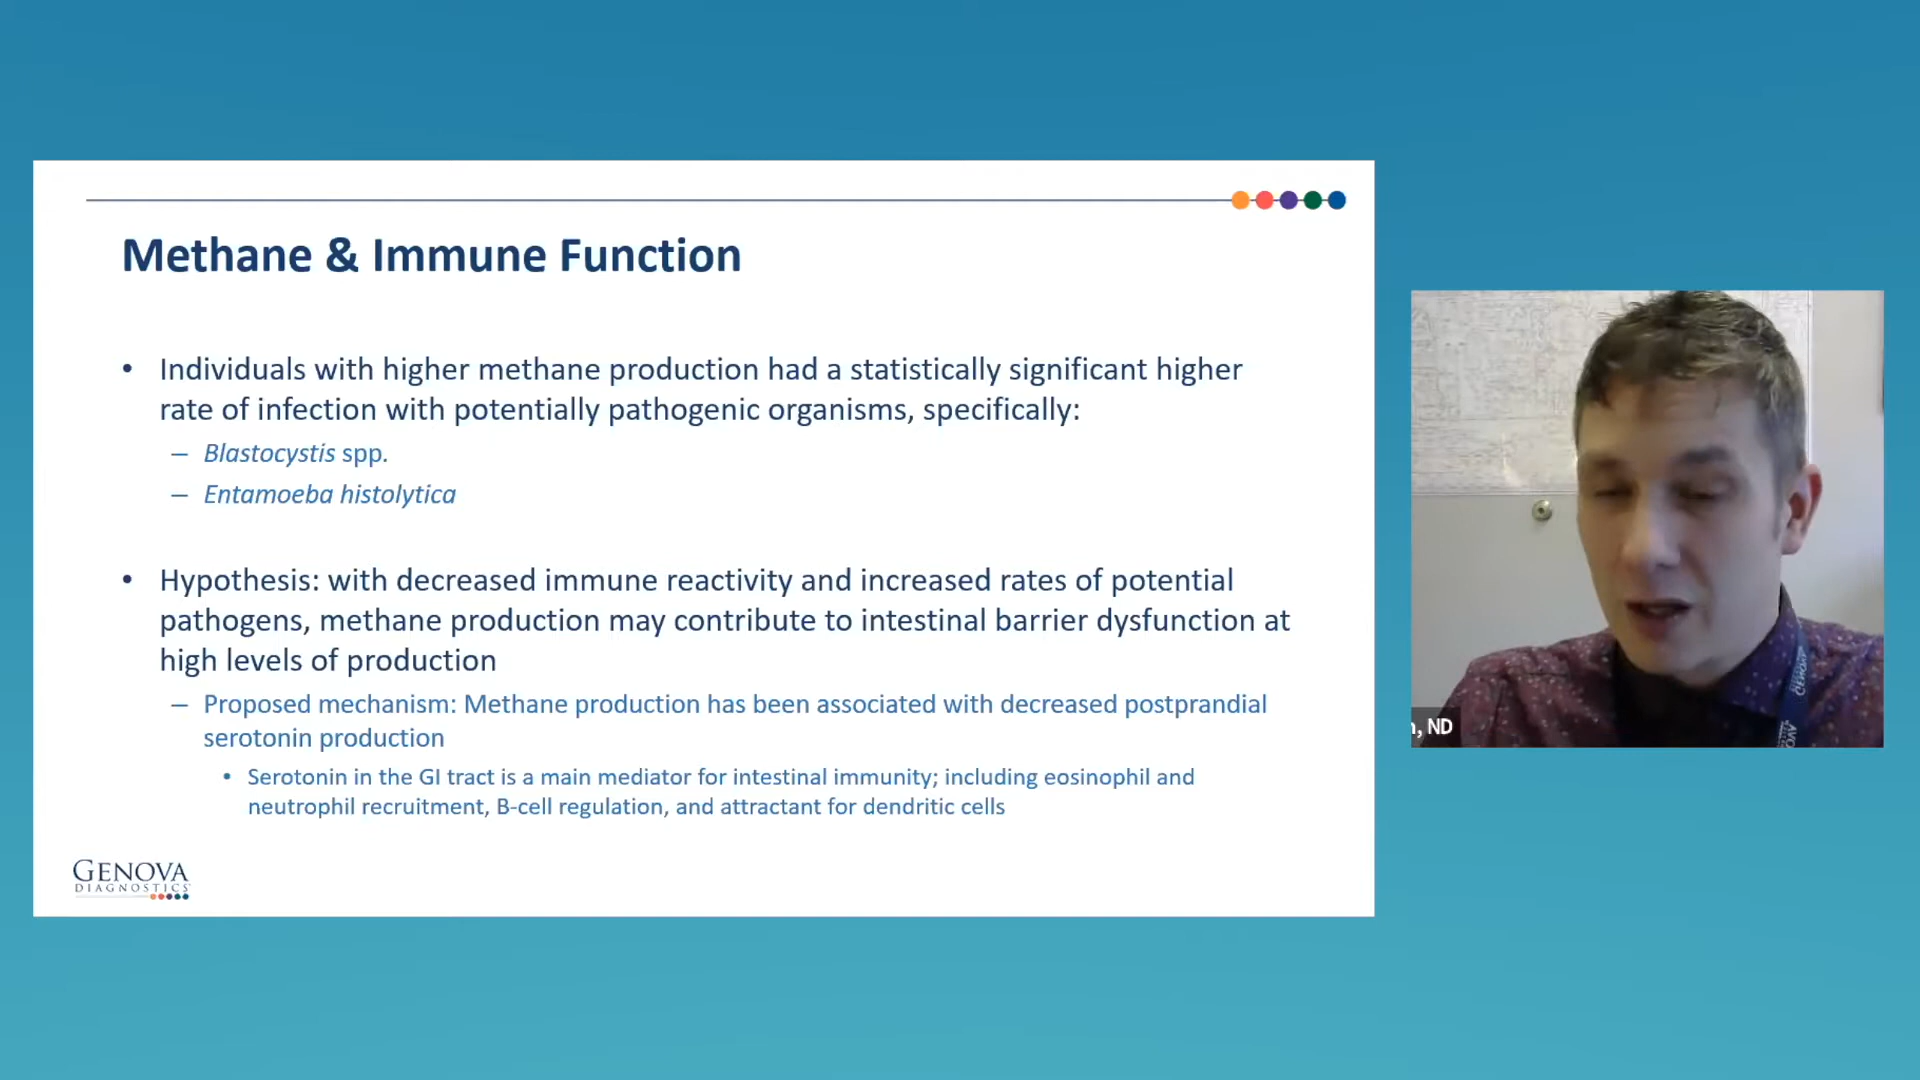 Methane & Immune Function
• Individuals with higher methane production had a statistically significant higher
rate of infection with potentially pathogenic organisms, specifically:
– Blastocystis spp.
– Entamoeba histolytica
• Hypothesis: with decreased immune reactivity and increased rates of potential
pathogens, methane production may contribute to intestinal barrier dysfunction at
high levels of production
– Proposed mechanism: Methane production has been associated with decreased postprandial
serotonin production
• Serotonin in the GI tract is a main mediator for intestinal immunity; including eosinophil and
neutrophil recruitment, B-cell regulation, and attractant for dendritic cells
GENOVA
DIAGNOSTICS
, ND